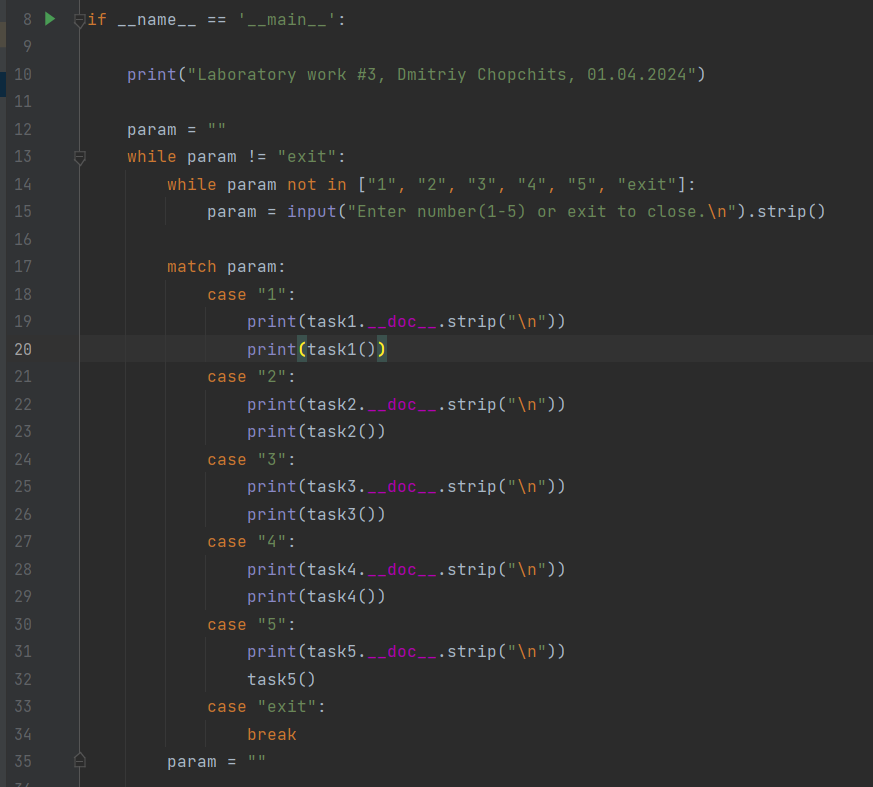 8 if __name__ == '__main__':
9
10 print("Laboratory work #3, Dmitriy Chopchits, 01.04.2024")
11
12 param = ""
13 while param != "exit":
14 while param not in ["1", "2", "3", "4", "5", "exit"]:
15 param = input("Enter number(1-5) or exit to close.\n").strip()
16
17 match param:
18 case "1":
19 print(task1.__doc__.strip("\n"))
20 print(task1())
21 case "2":
22 print(task2.__doc__.strip("\n"))
23 print(task2())
24 case "3":
25 print(task3.__doc__.strip("\n"))
26 print(task3())
27 case "4":
28 print(task4.__doc__.strip("\n"))
29 print(task4())
30 case "5":
31 print(task5.__doc__.strip("\n"))
32 task5()
33 case "exit":
34 break
35 param = ""